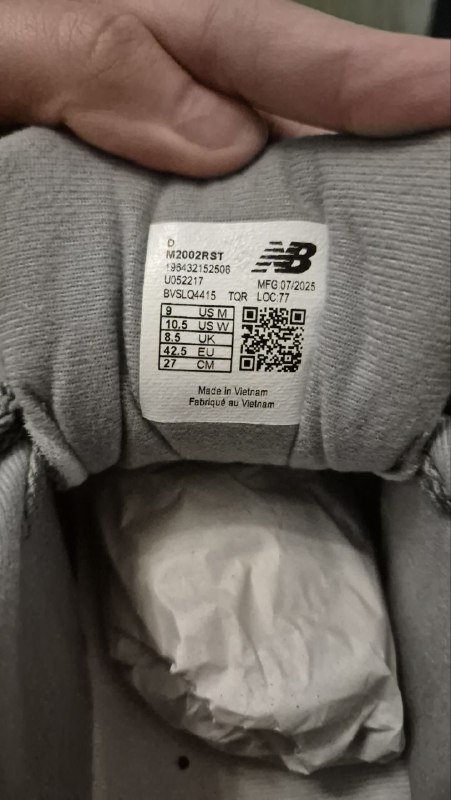 D
M2002RST
196432152506
U052217
BVSLQ4415 TQR
NB
MFG:07/2025
LOC:77
9 US M
10.5 US W
8.5 UK
42.5 EU
27 CM
Made in Vietnam
Fabriqué au Vietnam